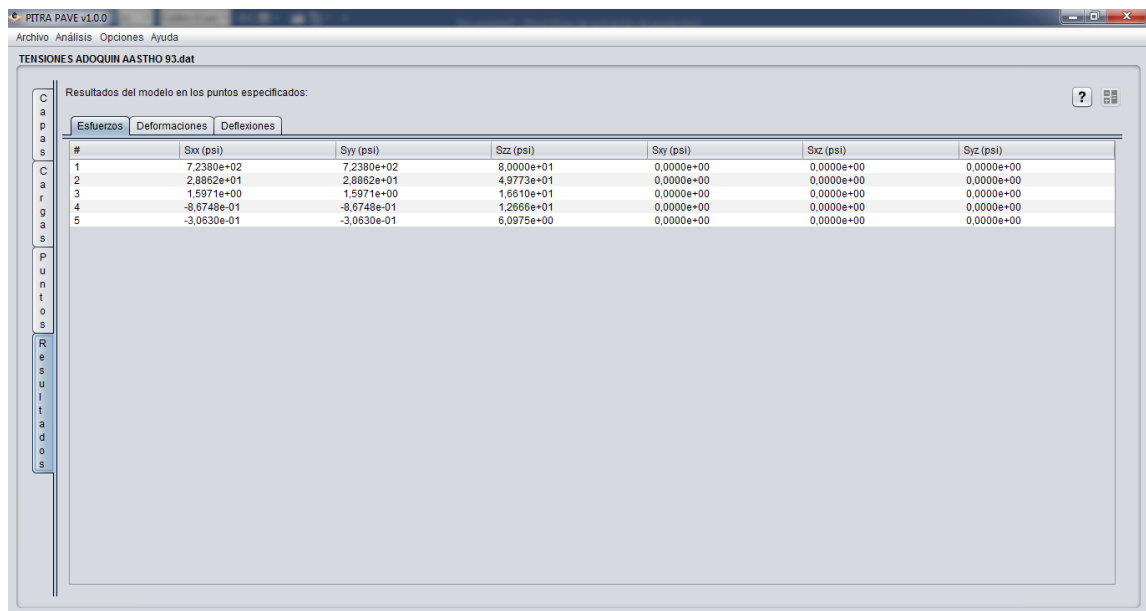 PITRA PAVE v1.0.0
Archivo Análisis Opciones Ayuda
TENSIONES ADOQUIN AASTHO 93.dat
Capas
Cargas
Puntos
Resultados
Resultados del modelo en los puntos especificados:
?
Esfuerzos Deformaciones Deflexiones
# Sxx (psi) Syy (psi) Szz (psi) Sxy (psi) Sxz (psi) Syz (psi)
1 7,2380e+02 7,2380e+02 8,0000e+01 0,0000e+00 0,0000e+00 0,0000e+00
2 2,8862e+01 2,8862e+01 4,9773e+01 0,0000e+00 0,0000e+00 0,0000e+00
3 1,5971e+00 1,5971e+00 1,6610e+01 0,0000e+00 0,0000e+00 0,0000e+00
4 -8,6748e-01 -8,6748e-01 1,2666e+01 0,0000e+00 0,0000e+00 0,0000e+00
5 -3,0630e-01 -3,0630e-01 6,0975e+00 0,0000e+00 0,0000e+00 0,0000e+00